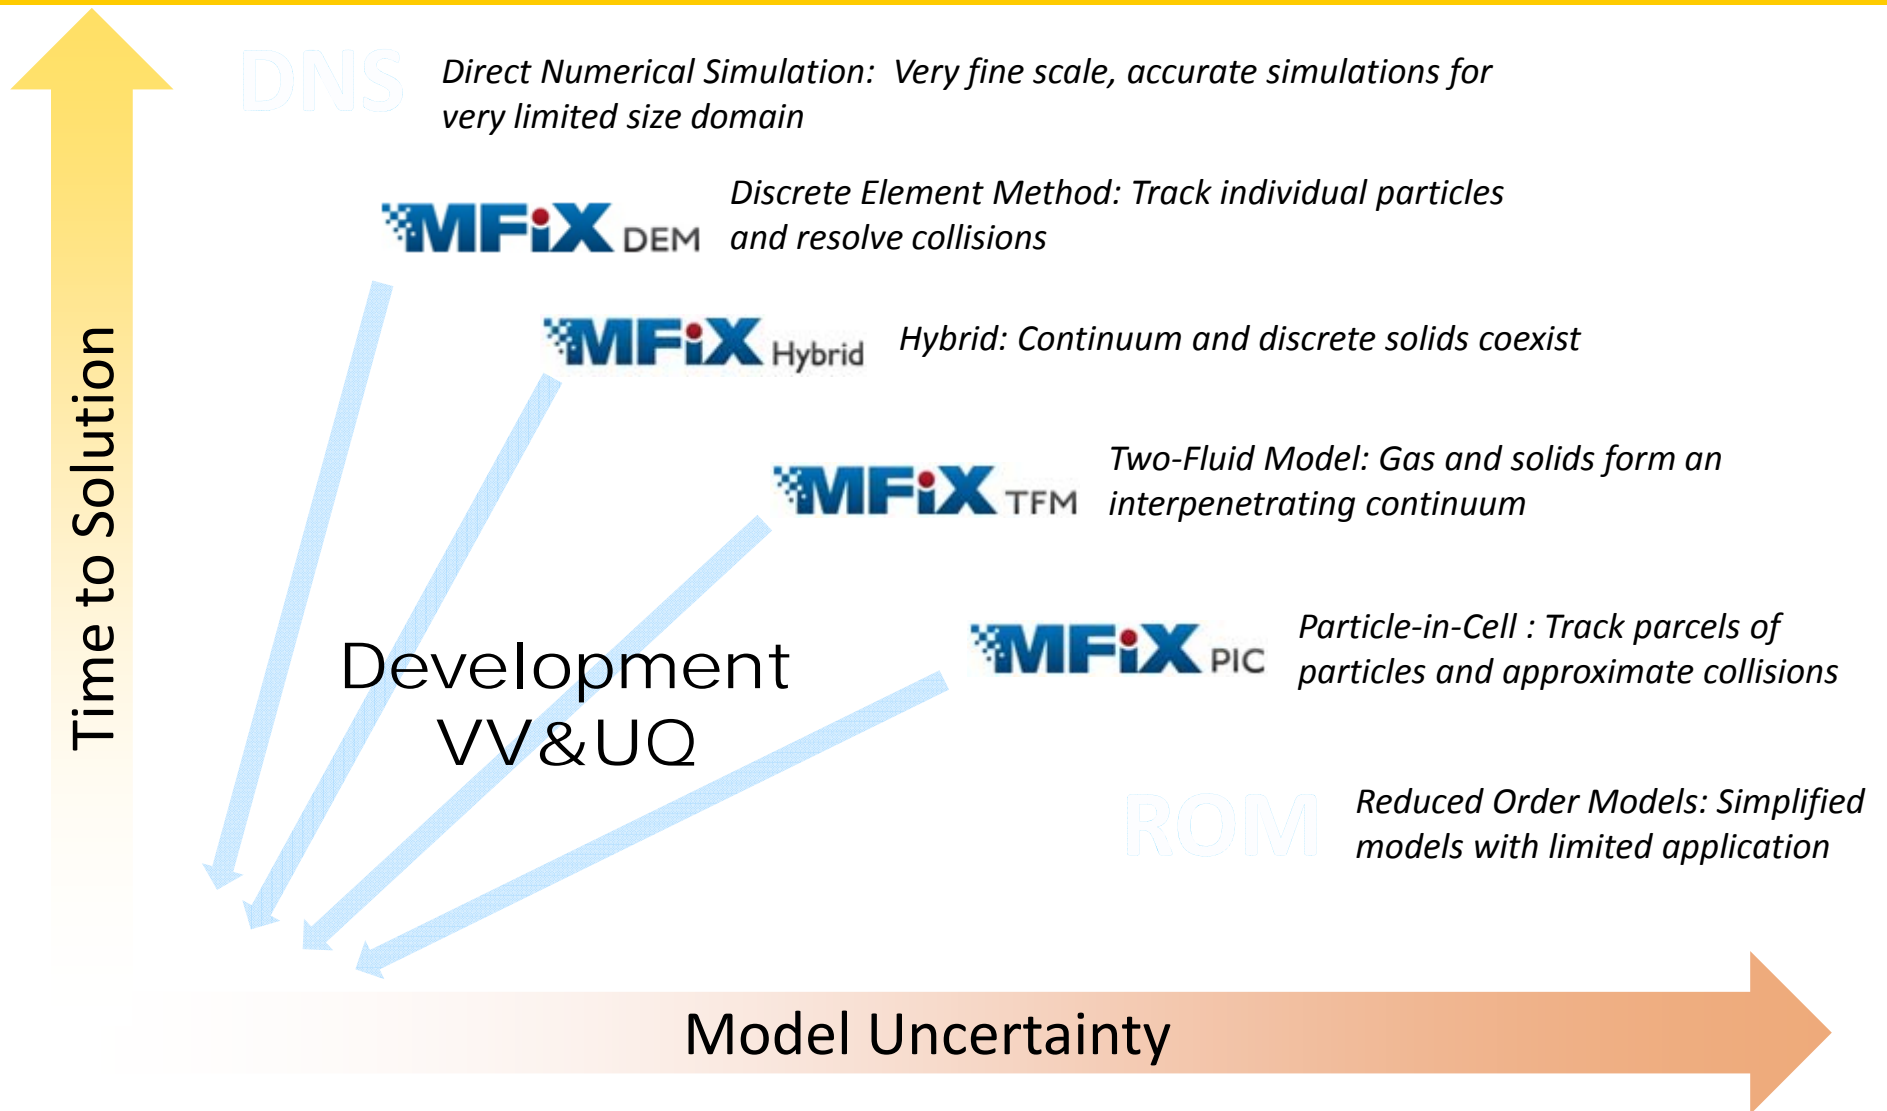 DNS
Direct Numerical Simulation:  Very fine scale, accurate simulations for
very limited size domain
MFiX DEM
Discrete Element Method: Track individual particles
and resolve collisions
MFiX Hybrid
Hybrid: Continuum and discrete solids coexist
MFiX TFM
Two-Fluid Model: Gas and solids form an
interpenetrating continuum
MFiX PIC
Particle-in-Cell : Track parcels of
particles and approximate collisions
ROM
Reduced Order Models: Simplified
models with limited application
Time to Solution
Development
VV&UQ
Model Uncertainty